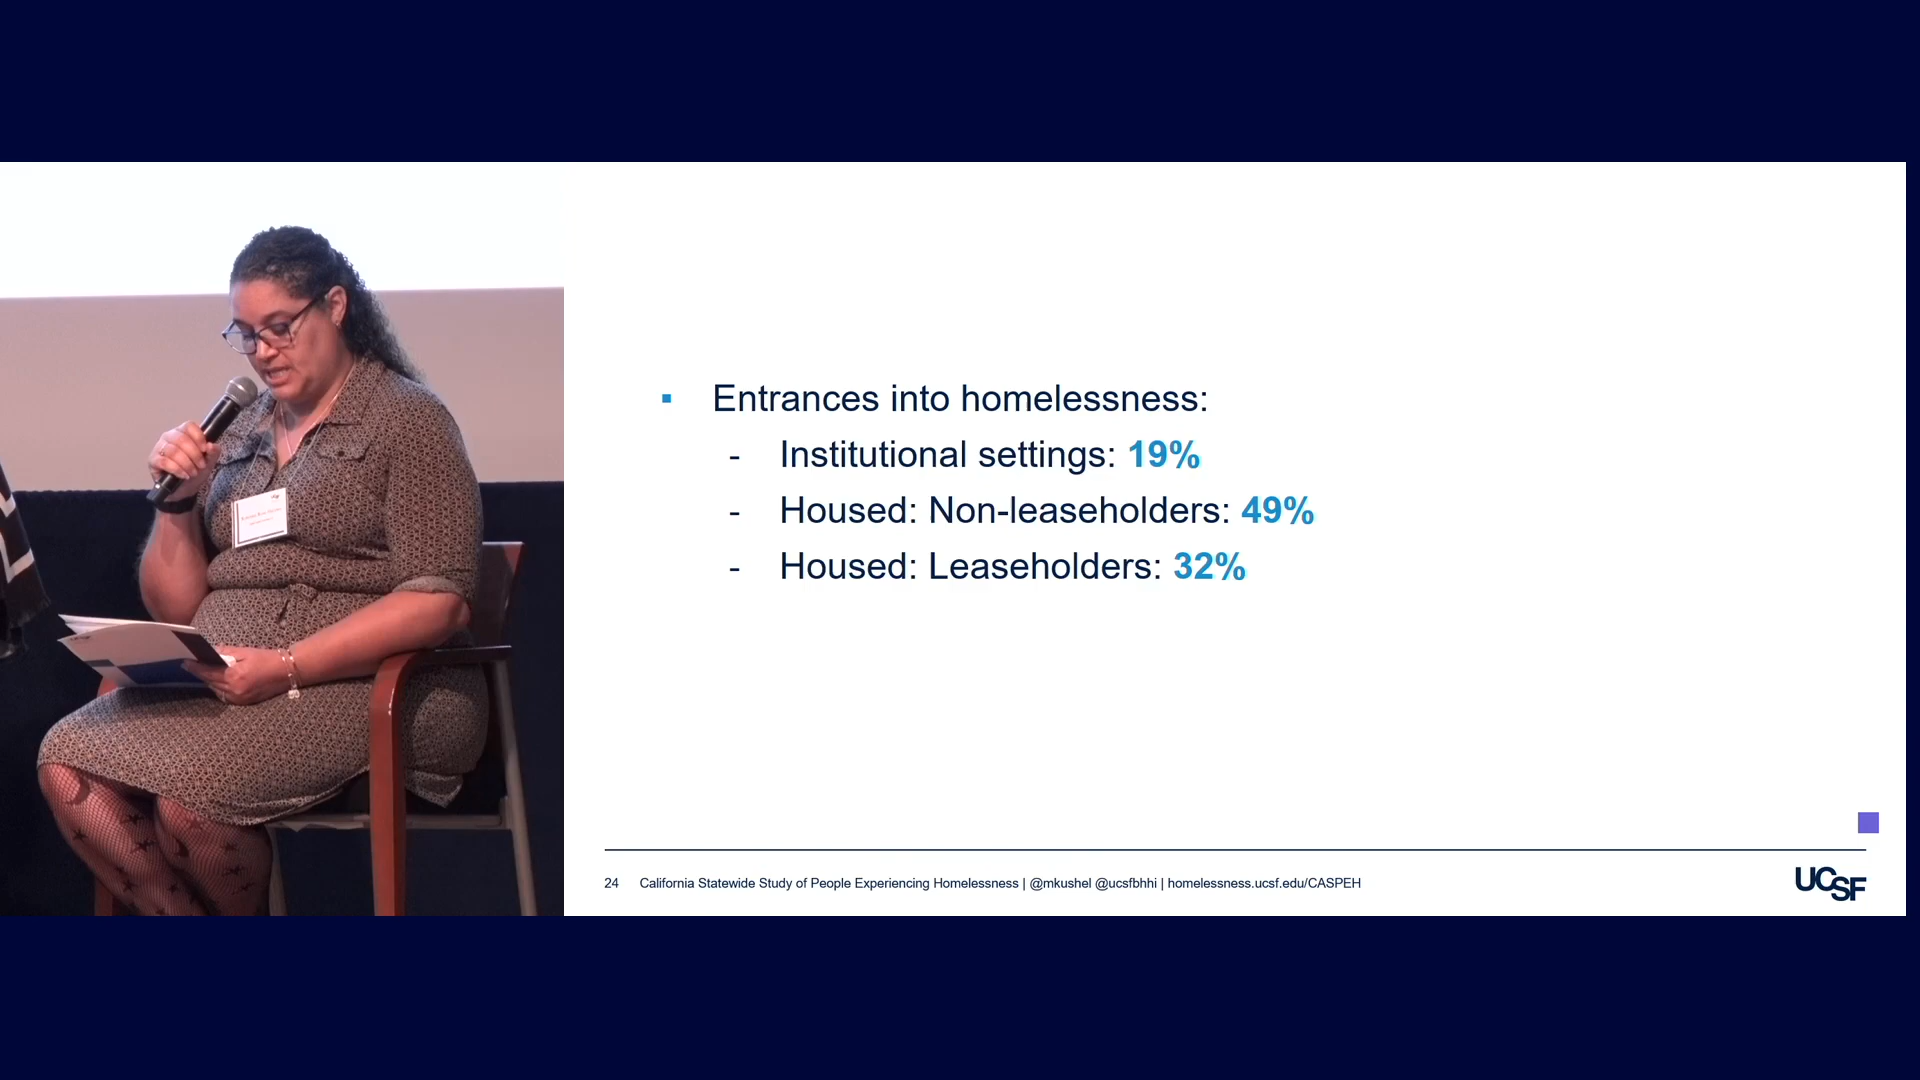 ▪ Entrances into homelessness:
- Institutional settings: 19%
- Housed: Non-leaseholders: 49%
- Housed: Leaseholders: 32%
24 California Statewide Study of People Experiencing Homelessness | @mkushel @ucsfbhhi | homelessness.ucsf.edu/CASPEH
UCSF